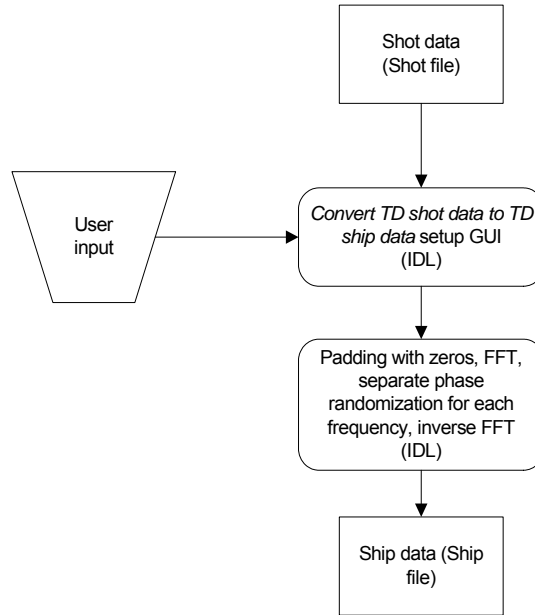 Shot data
(Shot file)
User
input
Convert TD shot data to TD
ship data setup GUI
(IDL)
Padding with zeros, FFT,
separate phase
randomization for each
frequency, inverse FFT
(IDL)
Ship data (Ship
file)